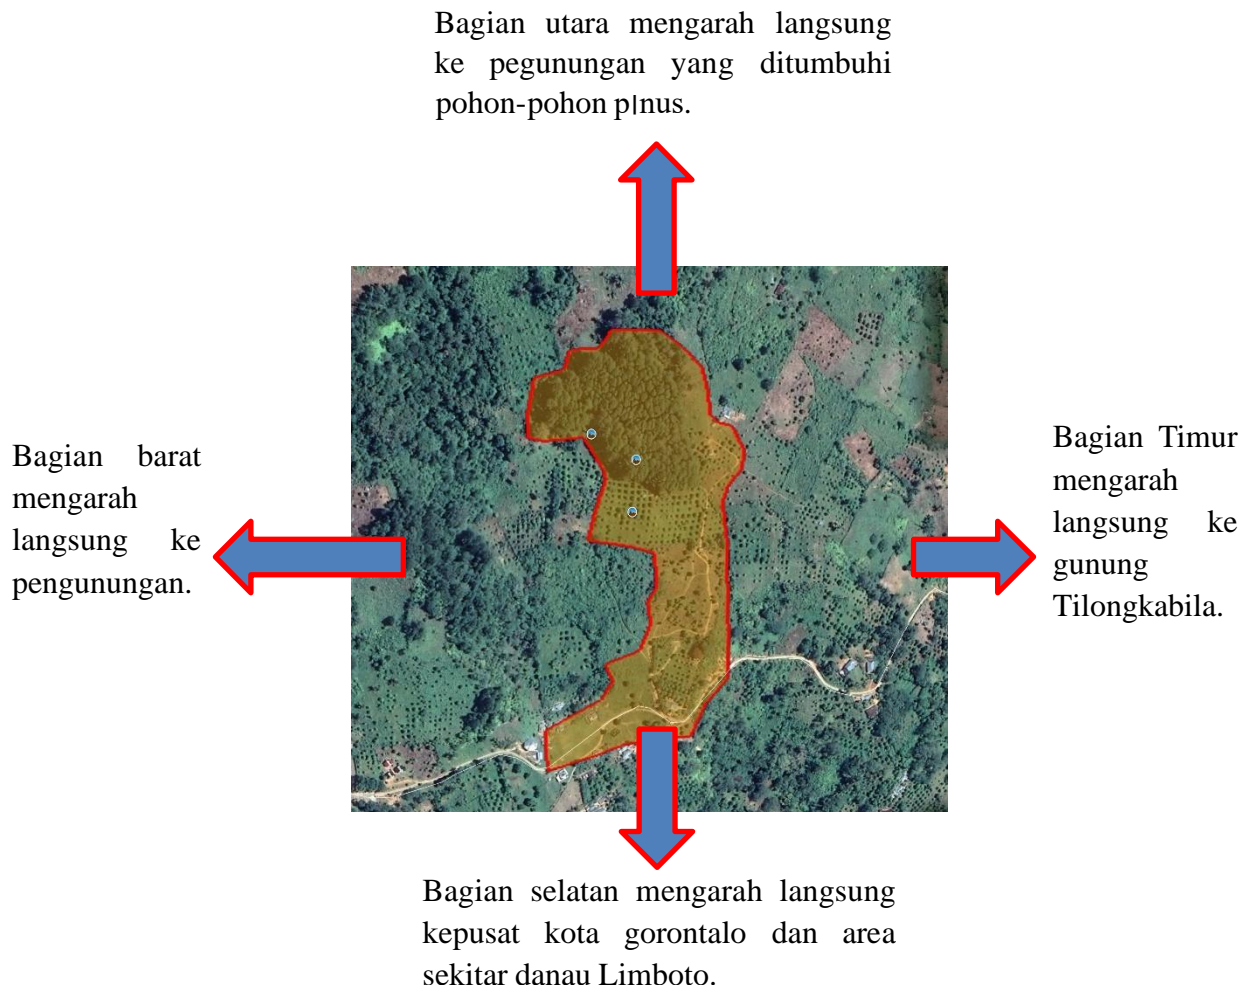 Bagian utara mengarah langsung
ke pegunungan yang ditumbuhi
pohon-pohon pinus.
Bagian barat
mengarah
langsung ke
pengunungan.
Bagian Timur
mengarah
langsung ke
gunung
Tilongkabila.
Bagian selatan mengarah langsung
kepusat kota gorontalo dan area
sekitar danau Limboto.